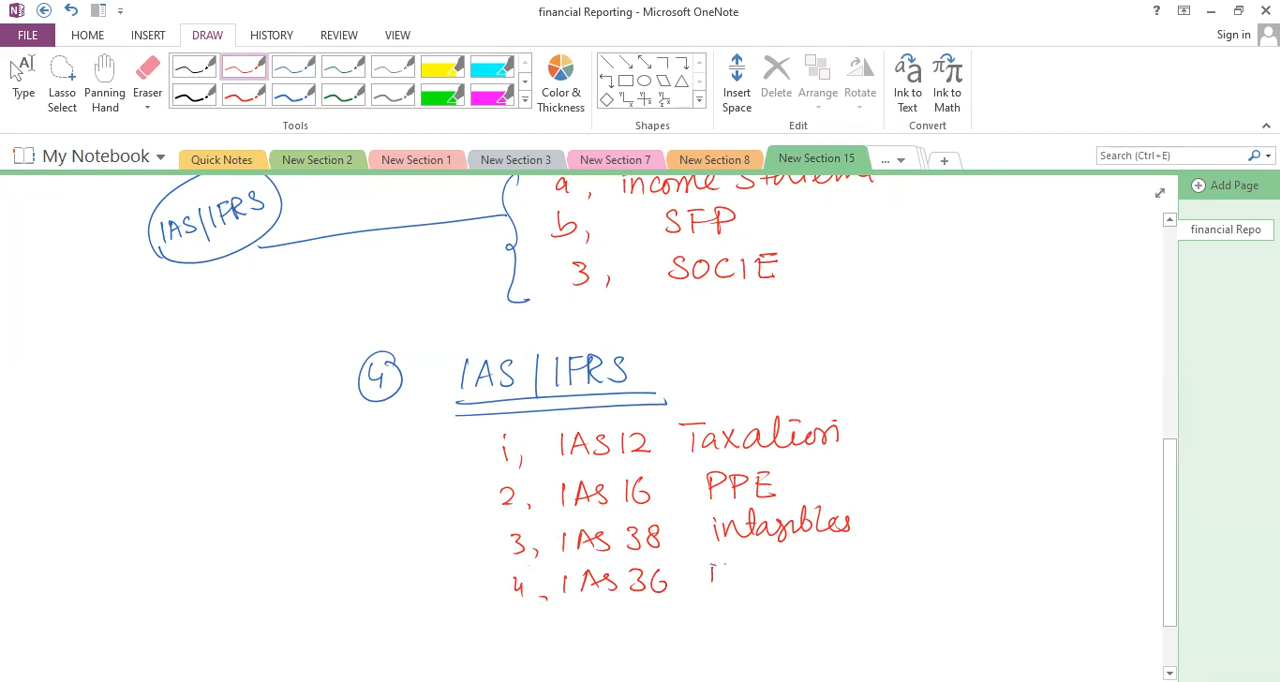 financial Reporting - Microsoft OneNote
?
FILE HOME INSERT DRAW HISTORY REVIEW VIEW
Sign in
Type Lasso Select Panning Hand Eraser
Color & Thickness
Insert Space Delete Arrange Rotate
Ink to Text Ink to Math
Tools Shapes Edit Convert
My Notebook Quick Notes New Section 2 New Section 1 New Section 3 New Section 7 New Section 8 New Section 15 ... Search (Ctrl+E)
Add Page
financial Repo
IAS|IFRS
a, income
b, SFP
3, SOCIE
4 IAS | IFRS
i, IAS 12 Taxation
2, IAS 16 PPE
3, IAS 38 intagibles
4, IAS 36 I